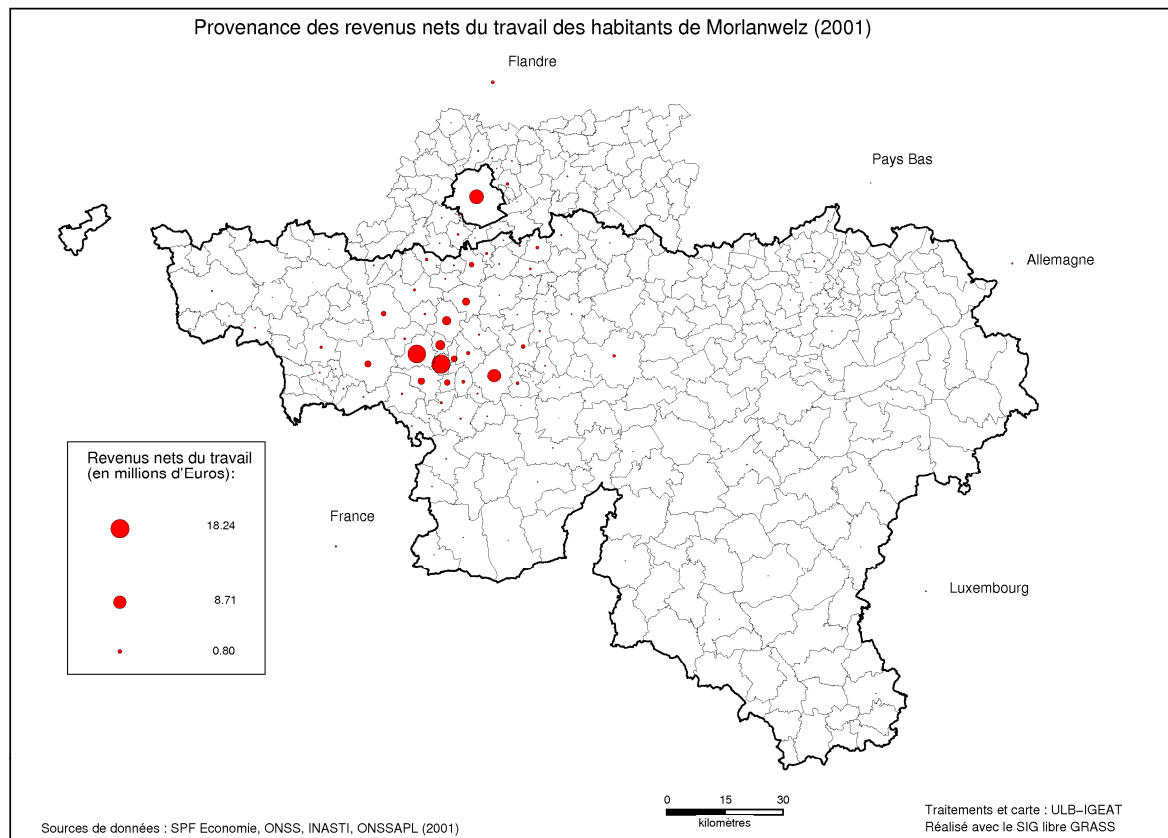 Provenance des revenus nets du travail des habitants de Morlanwelz (2001)
Flandre
Pays Bas
Allemagne
Revenus nets du travail
(en millions d'Euros):
18.24
8.71
0.80
France
Luxembourg
0 15 30
kilomètres
Sources de données : SPF Economie, ONSS, INASTI, ONSSAPL (2001)
Traitements et carte : ULB–IGEAT
Réalisé avec le SIG libre GRASS